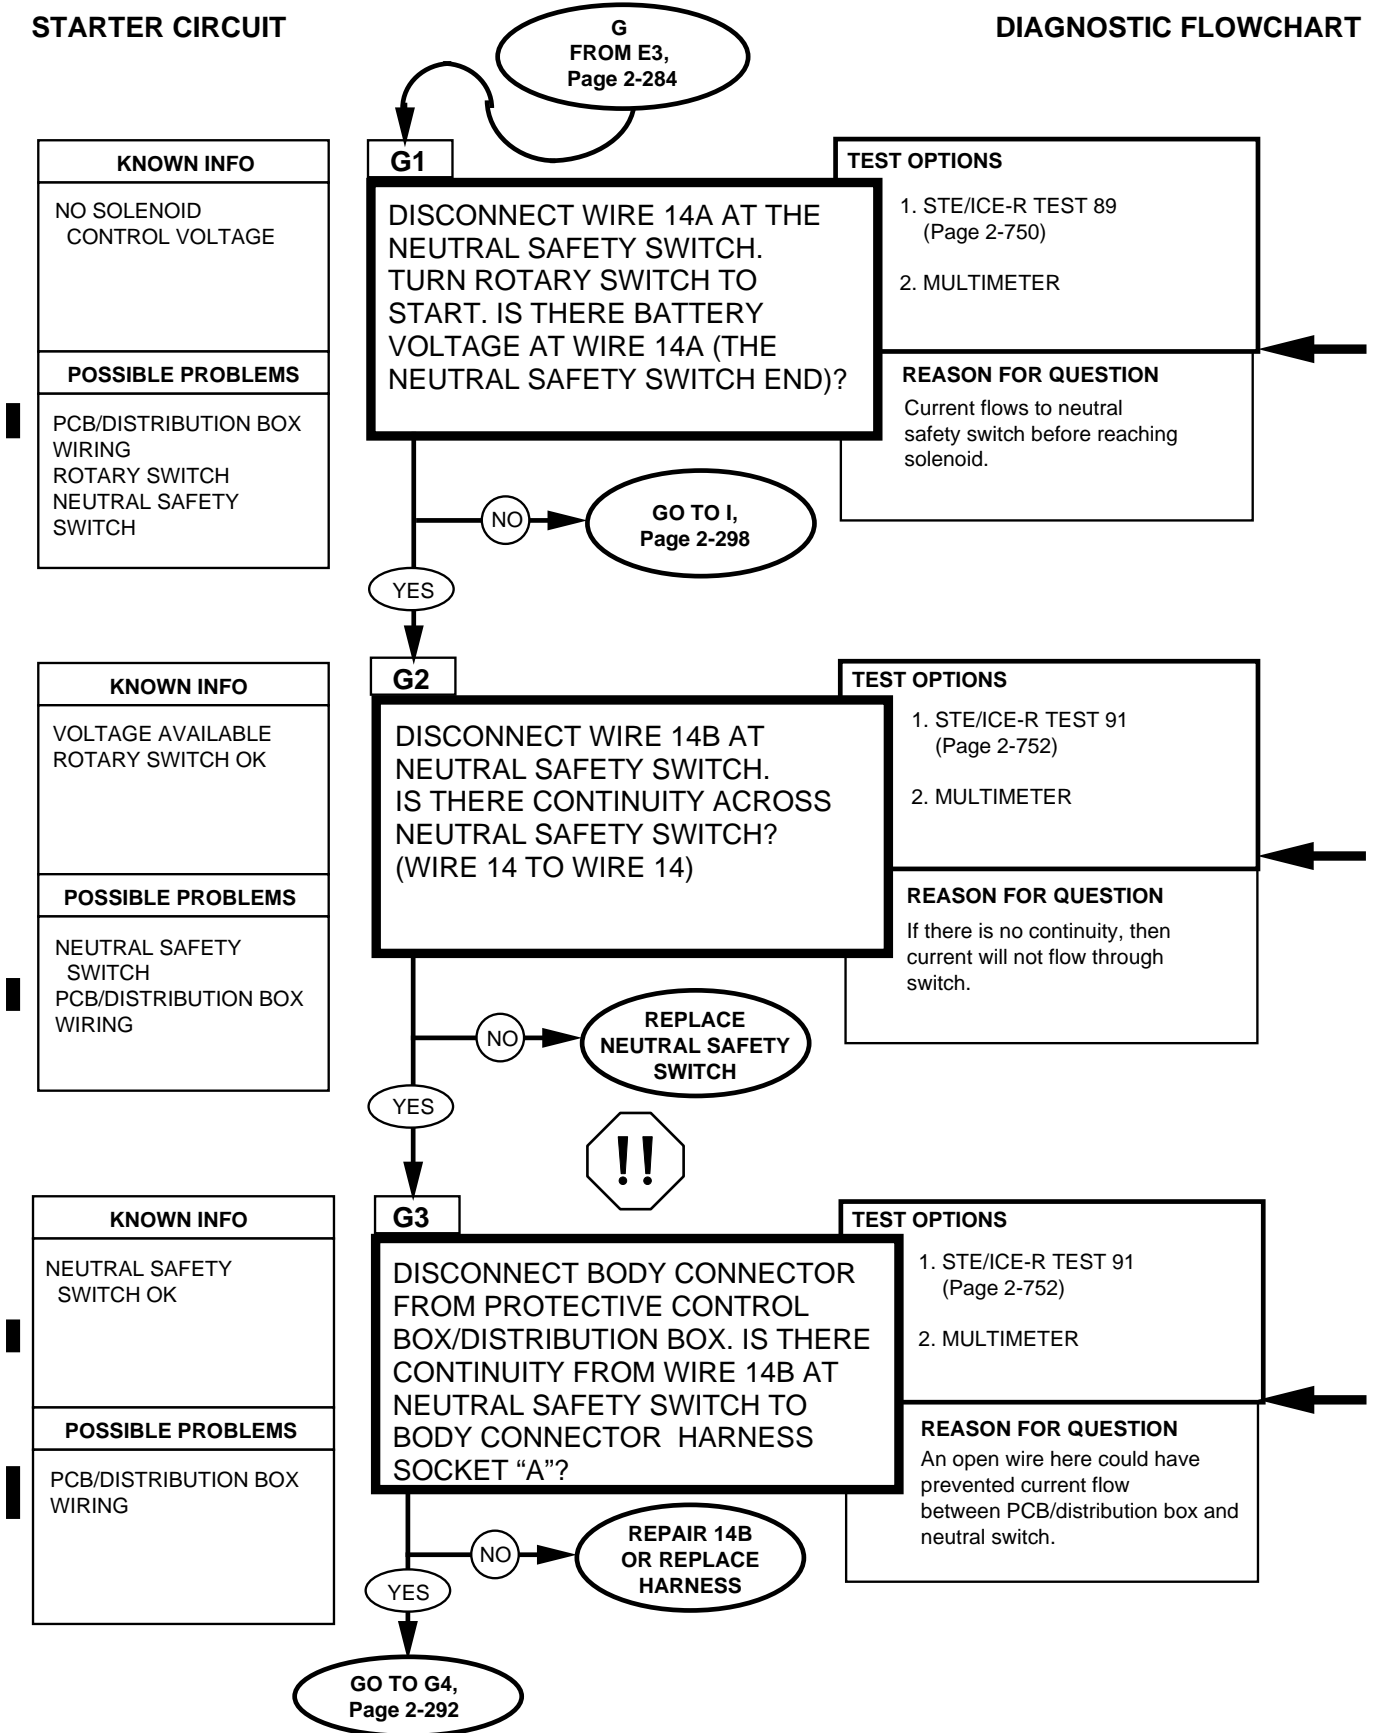 STARTER CIRCUIT
DIAGNOSTIC FLOWCHART
G
FROM E3,
Page 2-284
KNOWN INFO
NO SOLENOID
CONTROL VOLTAGE
POSSIBLE PROBLEMS
PCB/DISTRIBUTION BOX
WIRING
ROTARY SWITCH
NEUTRAL SAFETY
SWITCH
G1
DISCONNECT WIRE 14A AT THE
NEUTRAL SAFETY SWITCH.
TURN ROTARY SWITCH TO
START. IS THERE BATTERY
VOLTAGE AT WIRE 14A (THE
NEUTRAL SAFETY SWITCH END)?
TEST OPTIONS
1. STE/ICE-R TEST 89
(Page 2-750)
2. MULTIMETER
REASON FOR QUESTION
Current flows to neutral
safety switch before reaching
solenoid.
NO
GO TO I,
Page 2-298
YES
KNOWN INFO
VOLTAGE AVAILABLE
ROTARY SWITCH OK
POSSIBLE PROBLEMS
NEUTRAL SAFETY
SWITCH
PCB/DISTRIBUTION BOX
WIRING
G2
DISCONNECT WIRE 14B AT
NEUTRAL SAFETY SWITCH.
IS THERE CONTINUITY ACROSS
NEUTRAL SAFETY SWITCH?
(WIRE 14 TO WIRE 14)
TEST OPTIONS
1. STE/ICE-R TEST 91
(Page 2-752)
2. MULTIMETER
REASON FOR QUESTION
If there is no continuity, then
current will not flow through
switch.
NO
REPLACE
NEUTRAL SAFETY
SWITCH
YES
!!
KNOWN INFO
NEUTRAL SAFETY
SWITCH OK
POSSIBLE PROBLEMS
PCB/DISTRIBUTION BOX
WIRING
G3
DISCONNECT BODY CONNECTOR
FROM PROTECTIVE CONTROL
BOX/DISTRIBUTION BOX. IS THERE
CONTINUITY FROM WIRE 14B AT
NEUTRAL SAFETY SWITCH TO
BODY CONNECTOR HARNESS
SOCKET “A”?
TEST OPTIONS
1. STE/ICE-R TEST 91
(Page 2-752)
2. MULTIMETER
REASON FOR QUESTION
An open wire here could have
prevented current flow
between PCB/distribution box and
neutral switch.
NO
REPAIR 14B
OR REPLACE
HARNESS
YES
GO TO G4,
Page 2-292